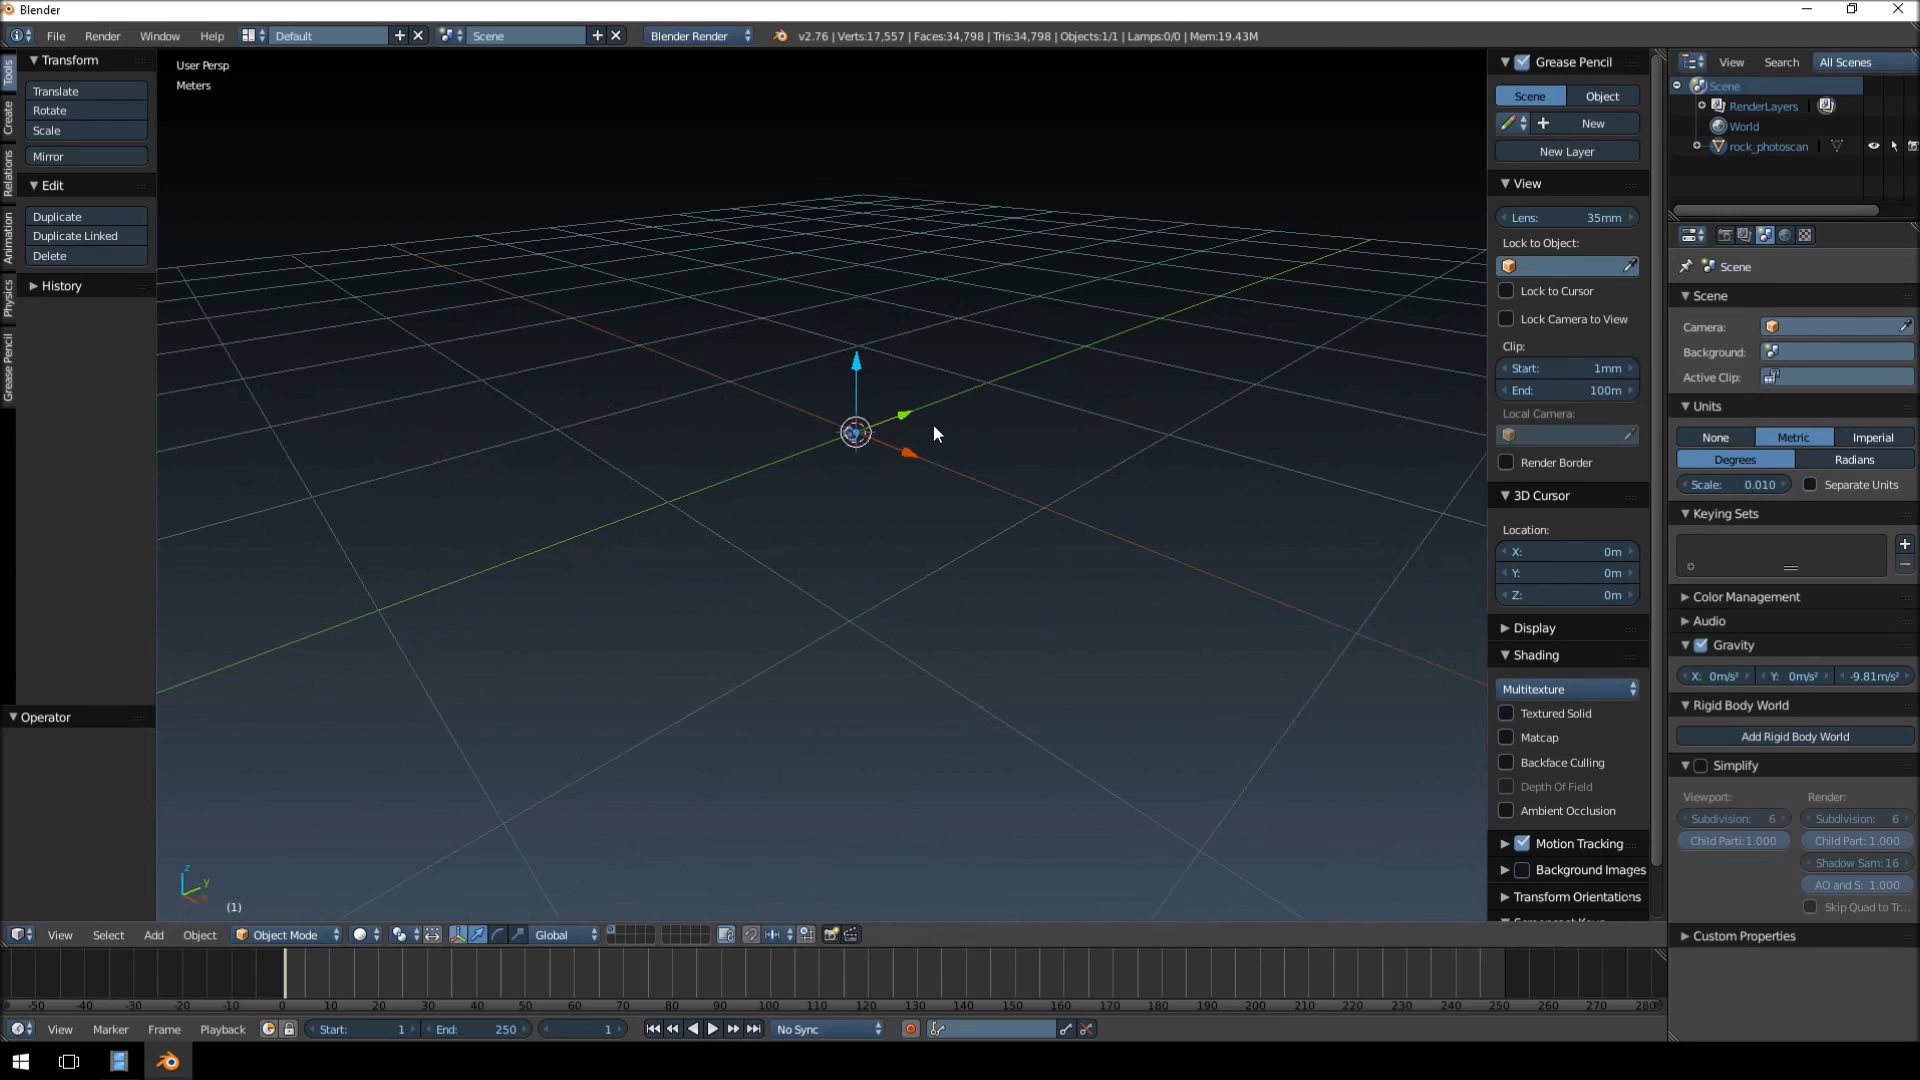 Blender
File Render Window Help Default Scene Blender Render v2.76 | Verts:17,557 | Faces:34,798 | Tris:34,798 | Objects:1/1 | Lamps:0/0 | Mem:19.43M
Tools
Create
Relations
Animation
Physics
Grease Pencil
Transform
Translate
Rotate
Scale
Mirror
Edit
Duplicate
Duplicate Linked
Delete
History
Operator
User Persp
Meters
z
y
(1)
Grease Pencil
Scene Object
New
New Layer
View
Lens: 35mm
Lock to Object:
Lock to Cursor
Lock Camera to View
Clip:
Start: 1mm
End: 100m
Local Camera:
Render Border
3D Cursor
Location:
X: 0m
Y: 0m
Z: 0m
Display
Shading
Multitexture
Textured Solid
Matcap
Backface Culling
Depth Of Field
Ambient Occlusion
Motion Tracking
Background Images
Transform Orientations
View Search All Scenes
Scene
RenderLayers
World
rock_photoscan
Scene
Scene
Camera:
Background:
Active Clip:
Units
None Metric Imperial
Degrees Radians
Scale: 0.010 Separate Units
Keying Sets
Color Management
Audio
Gravity
X: 0m/s² Y: 0m/s² -9.81m/s²
Rigid Body World
Add Rigid Body World
Simplify
Viewport: Render:
Subdivision: 6 Subdivision: 6
Child Parti:1.000 Child Part: 1.000
Shadow Sam: 16
AO and S: 1.000
Skip Quad to Tr...
Custom Properties
View Select Add Object Object Mode Global
-50 -40 -30 -20 -10 0 10 20 30 40 50 60 70 80 90 100 110 120 130 140 150 160 170 180 190 200 210 220 230 240 250 260 270 280
View Marker Frame Playback Start: 1 End: 250 1 No Sync